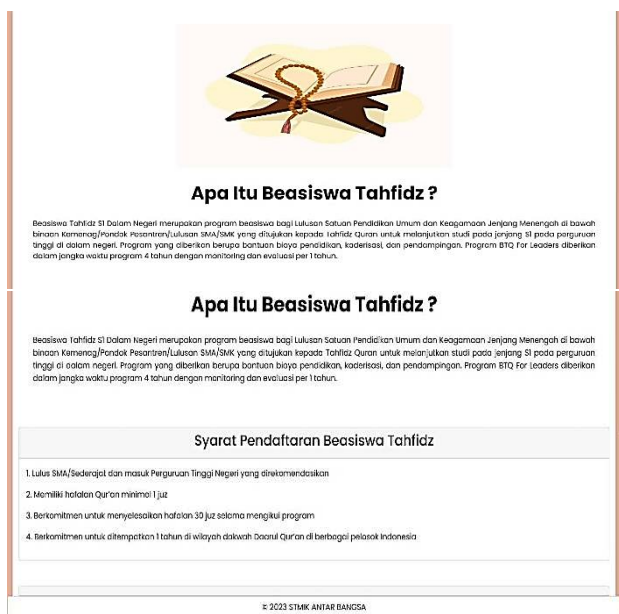 Apa Itu Beasiswa Tahfidz ?
Beasiswa Tahfidz S1 Dalam Negeri merupakan program beasiswa bagi Lulusan Satuan Pendidikan Umum dan Keagamaan Jenjang Menengah di bawah
binaan Kemenag/Pondok Pesantren/Lulusan SMA/SMK yang ditujukan kepada Tahfidz Quran untuk melanjutkan studi pada jenjang S1 pada perguruan
tinggi di dalam negeri. Program yang diberikan berupa bantuan biaya pendidikan, kaderisasi, dan pendampingan. Program BTQ For Leaders diberikan
dalam jangka waktu program 4 tahun dengan monitoring dan evaluasi per 1 tahun.
Apa Itu Beasiswa Tahfidz ?
Beasiswa Tahfidz S1 Dalam Negeri merupakan program beasiswa bagi Lulusan Satuan Pendidikan Umum dan Keagamaan Jenjang Menengah di bawah
binaan Kemenag/Pondok Pesantren/Lulusan SMA/SMK yang ditujukan kepada Tahfidz Quran untuk melanjutkan studi pada jenjang S1 pada perguruan
tinggi di dalam negeri. Program yang diberikan berupa bantuan biaya pendidikan, kaderisasi, dan pendampingan. Program BTQ For Leaders diberikan
dalam jangka waktu program 4 tahun dengan monitoring dan evaluasi per 1 tahun.
Syarat Pendaftaran Beasiswa Tahfidz
1. Lulus SMA/Sederajat dan masuk Perguruan Tinggi Negeri yang direkomendasikan
2. Memiliki hafalan Qur'an minimal 1 juz
3. Berkomitmen untuk menyelesaikan hafalan 30 juz selama mengikui program
4. Berkomitmen untuk ditempatkan 1 tahun di wilayah dakwah Daarul Qur'an di berbagai pelosok Indonesia
© 2023 STMIK ANTAR BANGSA